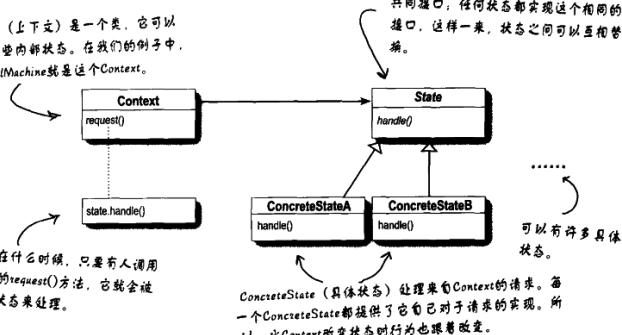 （上下文）是一个类，它可以
些内部状态。在我们的例子中，
lMachine就是这个Context。
共同接口；任何状态都实现这个相同的
接口，这样一来，状态之间可以互相替
换。
Context
request()
State
handle()
state.handle()
ConcreteStateA
handle()
ConcreteStateB
handle()
......
可以有许多具体
状态。
在什么时候，只要有人调用
的request()方法，它就会被
状态来处理。
ConcreteState（具体状态）处理来自Context的请求。每
一个ConcreteState都提供了它自己对于请求的实现。所
当Context改变状态时行为也跟着改变。